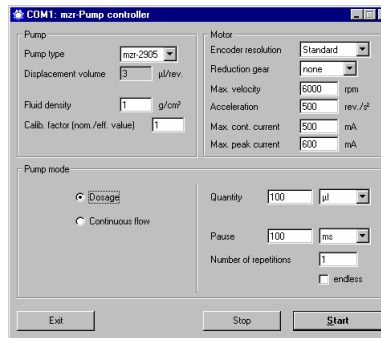 COM1: mzr-Pump controller
Pump
Pump type mzr-2905
Displacement volume 3 µl/rev.
Fluid density 1 g/cm³
Calib. factor (nom./eff. value) 1
Motor
Encoder resolution Standard
Reduction gear none
Max. velocity 6000 rpm
Acceleration 500 rev./s²
Max. cont. current 500 mA
Max. peak current 600 mA
Pump mode
Dosage
Continuous flow
Quantity 100 µl
Pause 100 ms
Number of repetitions 1
endless
Exit Stop Start